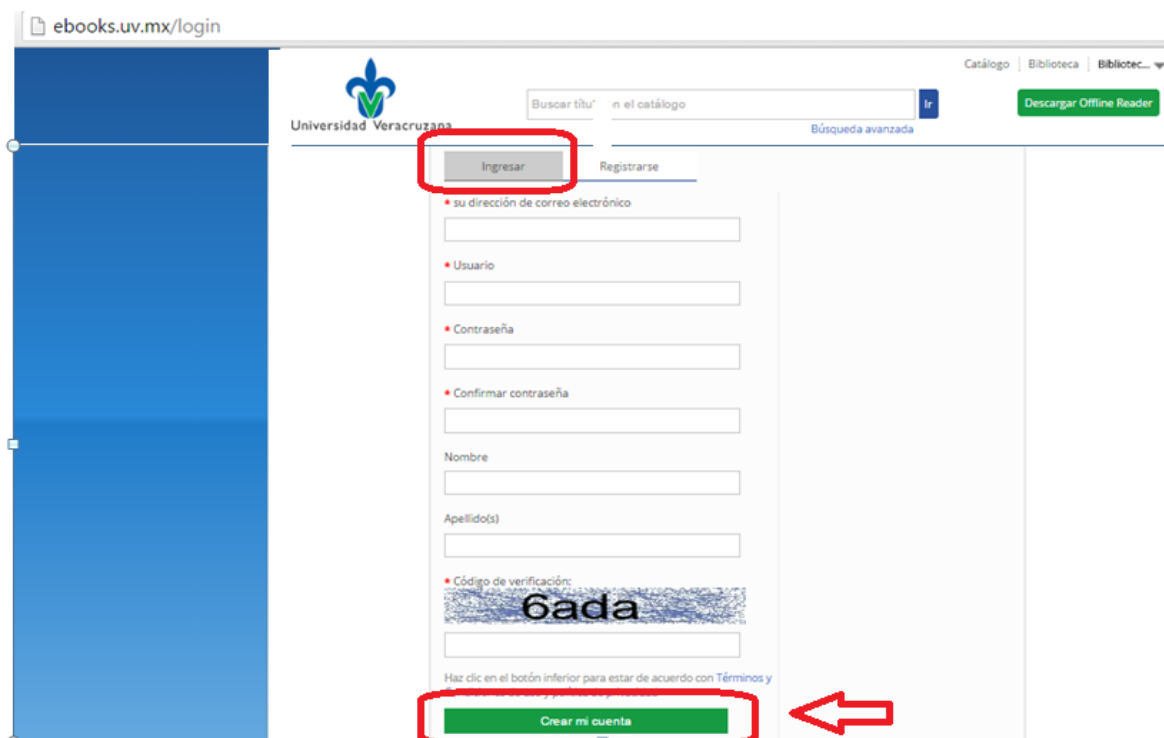 ebooks.uv.mx/login
Catálogo Biblioteca Bibliotec...
Buscar n el catálogo Ir
Descargar Offline Reader
Universidad Veracruzana
Búsqueda avanzada
Ingresar Registrarse
* su dirección de correo electrónico
* Usuario
* Contraseña
* Confirmar contraseña
Nombre
Apellido(s)
* Código de verificación:
6ada
Haz clic en el botón inferior para estar de acuerdo con Términos y
Crear mi cuenta